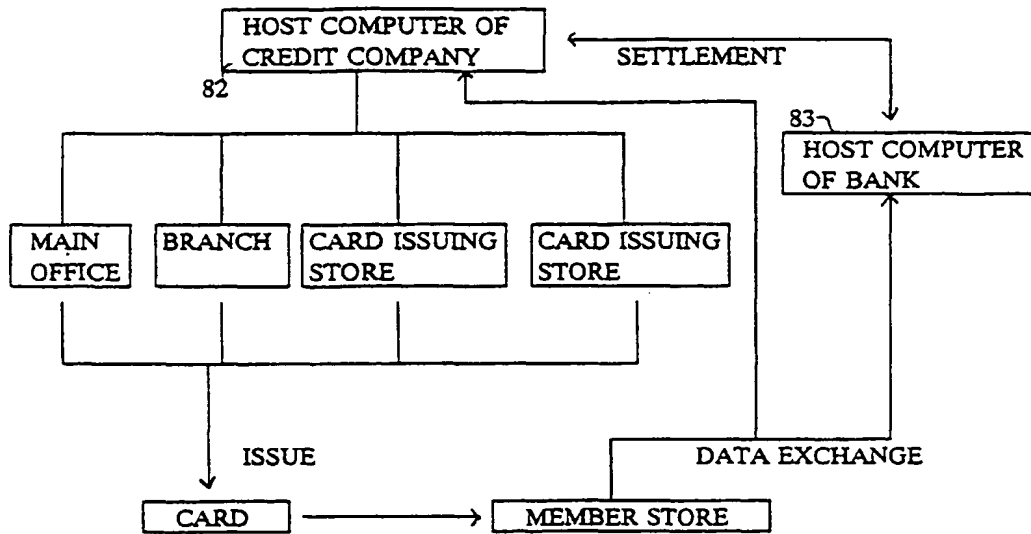 HOST COMPUTER OF
CREDIT COMPANY
82
SETTLEMENT
83
HOST COMPUTER
OF BANK
MAIN
OFFICE
BRANCH
CARD ISSUING
STORE
CARD ISSUING
STORE
ISSUE
DATA EXCHANGE
CARD
MEMBER STORE